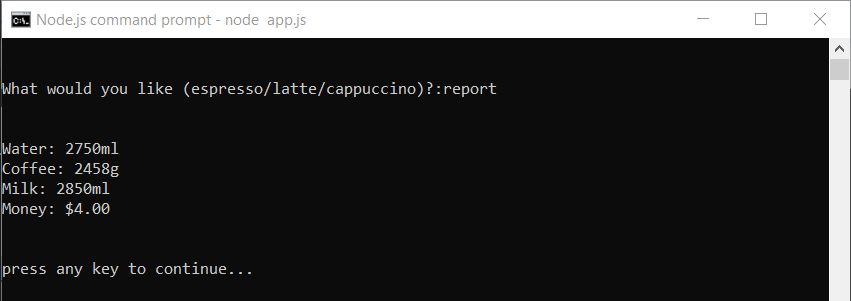 Node.js command prompt - node  app.js
What would you like (espresso/latte/cappuccino)?:report
Water: 2750ml
Coffee: 2458g
Milk: 2850ml
Money: $4.00
press any key to continue...